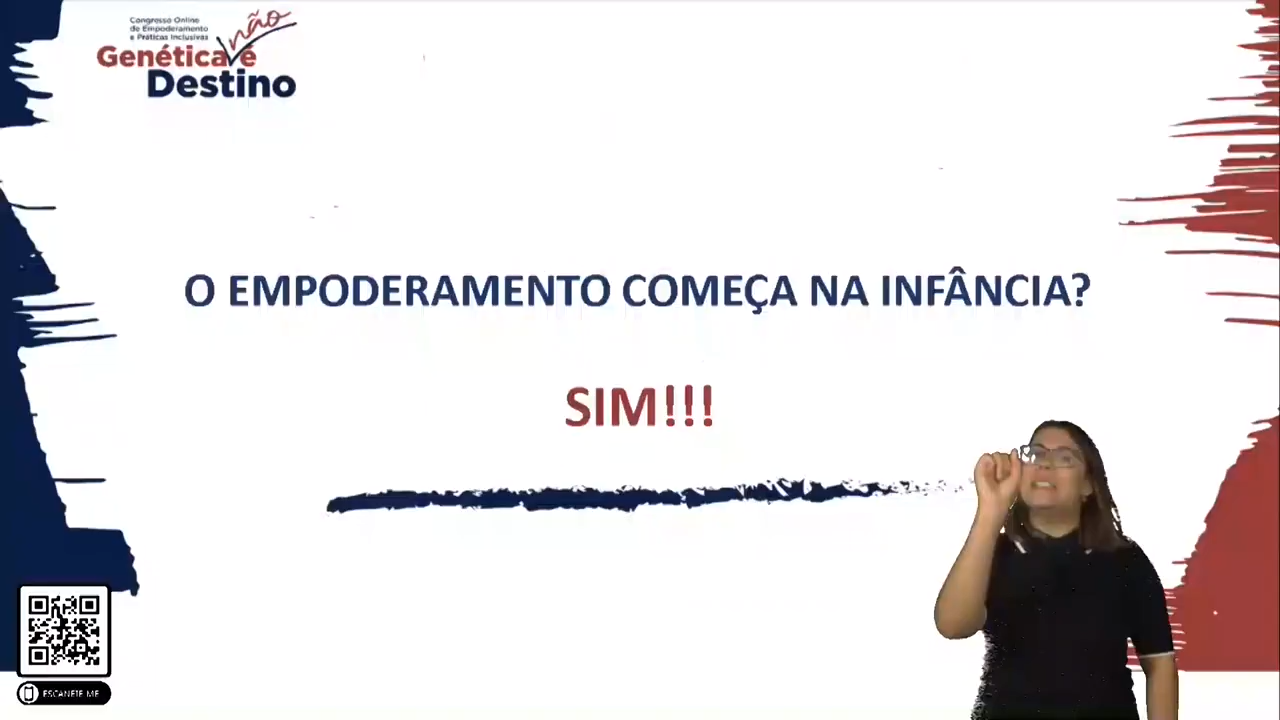 Congresso Online
de Empoderamento
e Práticas Inclusivas
não
Genética é
Destino
O EMPODERAMENTO COMEÇA NA INFÂNCIA?
SIM!!!
ESCANEIE ME